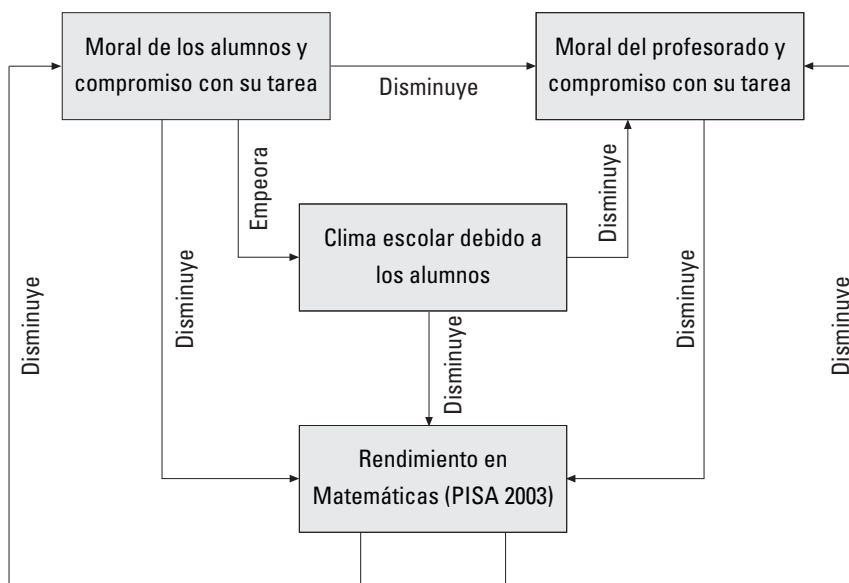 Moral de los alumnos y
compromiso con su tarea
Disminuye
Moral del profesorado y
compromiso con su tarea
Empeora
Disminuye
Clima escolar debido a
los alumnos
Disminuye
Disminuye
Disminuye
Disminuye
Disminuye
Rendimiento en
Matemáticas (PISA 2003)